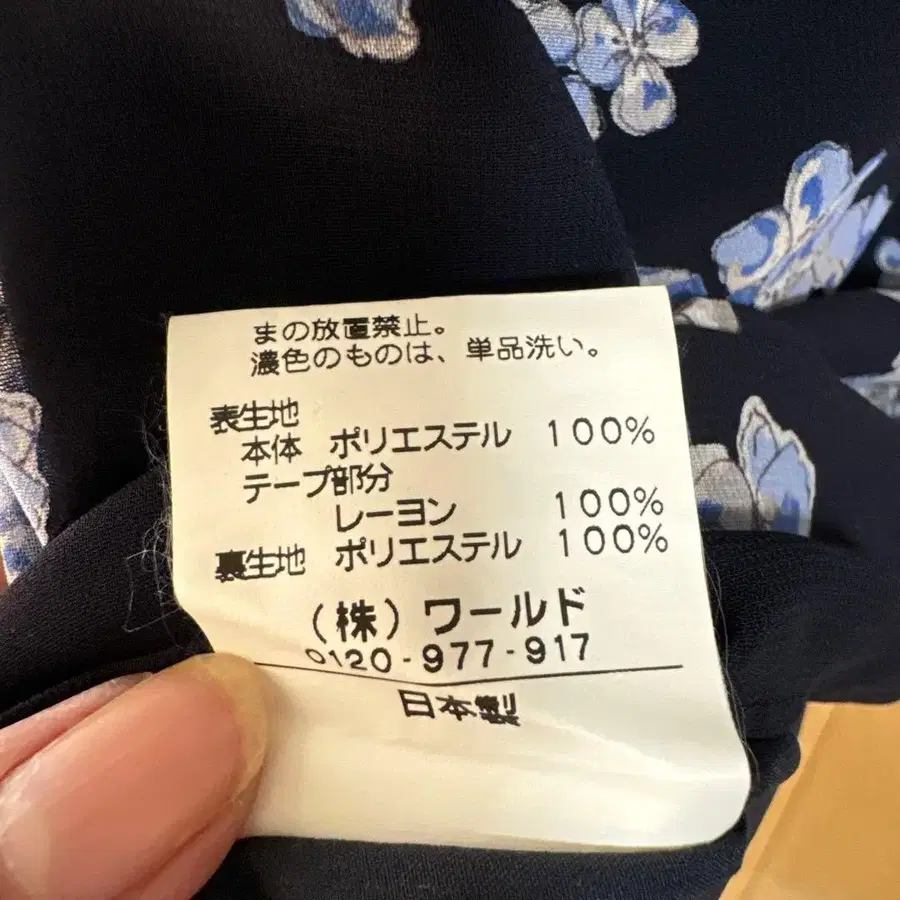 まの放置禁止。
濃色のものは、単品洗い。
表生地
本体 ポリエステル 100%
テープ部分
レーヨン 100%
裏生地 ポリエステル 100%
(株)ワールド
0120-977-917
日本製